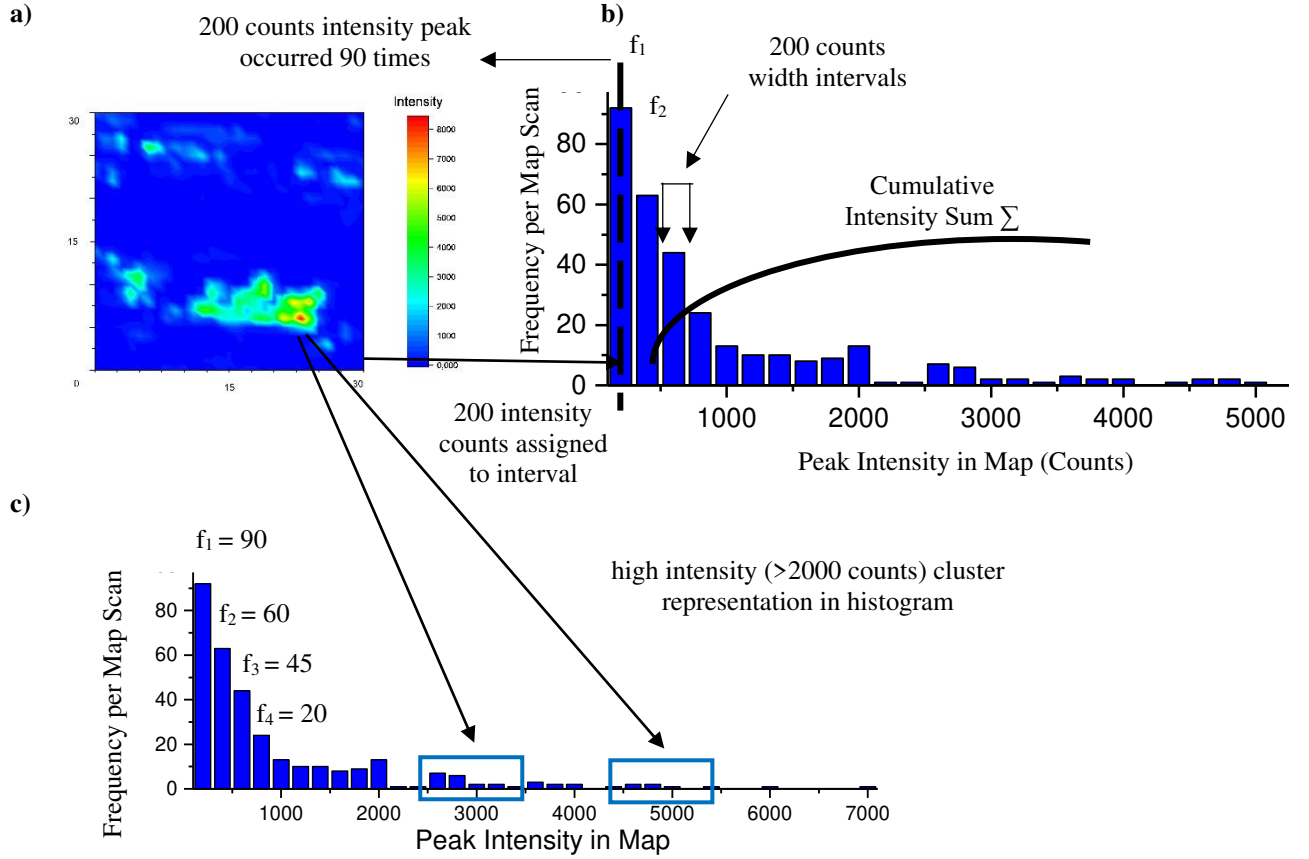 a)
200 counts intensity peak
occurred 90 times
Intensity
30
15
0
15
30
8000
7000
6000
5000
4000
3000
2000
1000
0,000
b)
f1
f2
200 counts
width intervals
Cumulative
Intensity Sum ∑
Frequency per Map Scan
80
60
40
20
0
1000
2000
3000
4000
5000
Peak Intensity in Map (Counts)
200 intensity
counts assigned
to interval
c)
f1 = 90
f2 = 60
f3 = 45
f4 = 20
high intensity (>2000 counts) cluster
representation in histogram
Frequency per Map Scan
80
60
40
20
0
1000
2000
3000
4000
5000
6000
7000
Peak Intensity in Map